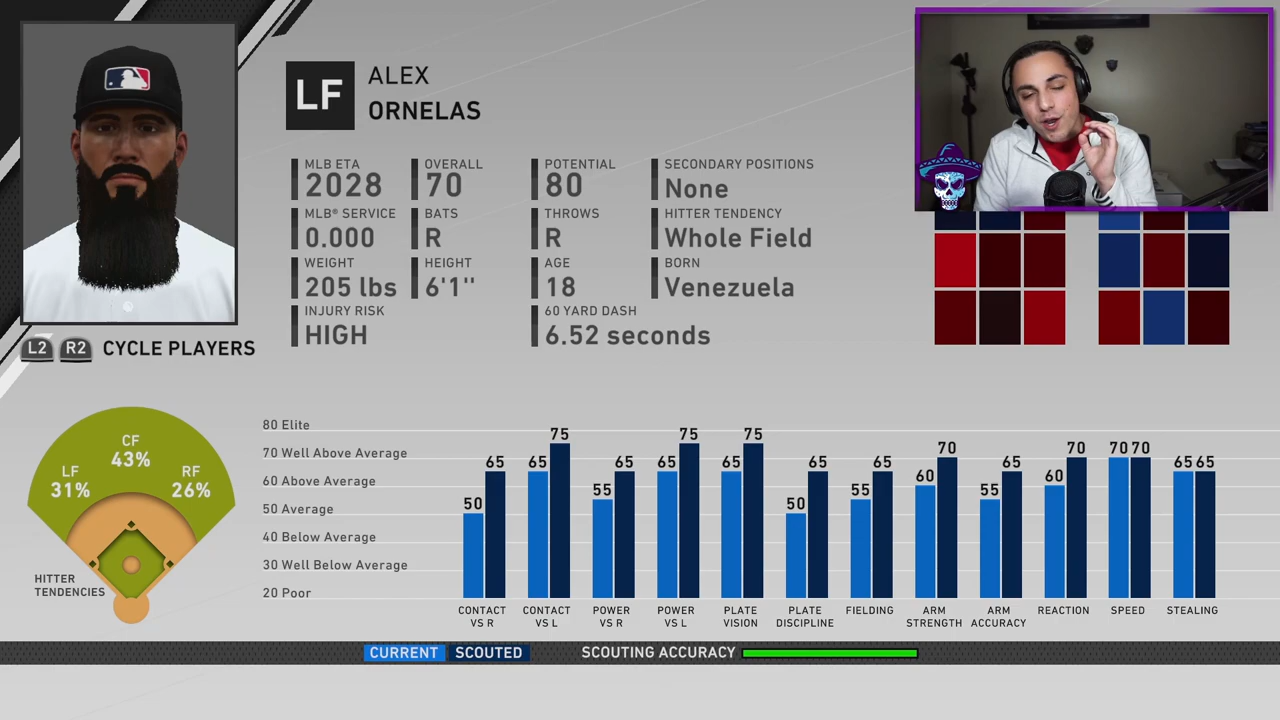 LF
ALEX
ORNELAS
MLB ETA
2028
OVERALL
70
POTENTIAL
80
SECONDARY POSITIONS
None
MLB® SERVICE
0.000
BATS
R
THROWS
R
HITTER TENDENCY
Whole Field
WEIGHT
205 lbs
HEIGHT
6'1"
AGE
18
BORN
Venezuela
INJURY RISK
HIGH
60 YARD DASH
6.52 seconds
L2 R2 CYCLE PLAYERS
CF
43%
LF
31%
RF
26%
HITTER
TENDENCIES
80 Elite
70 Well Above Average
60 Above Average
50 Average
40 Below Average
30 Well Below Average
20 Poor
50 65
65 75
55 65
65 75
65 75
50 65
55 65
60 70
55 65
60 70
70 70
65 65
CONTACT
VS R
CONTACT
VS L
POWER
VS R
POWER
VS L
PLATE
VISION
PLATE
DISCIPLINE
FIELDING
ARM
STRENGTH
ARM
ACCURACY
REACTION
SPEED
STEALING
CURRENT SCOUTED SCOUTING ACCURACY